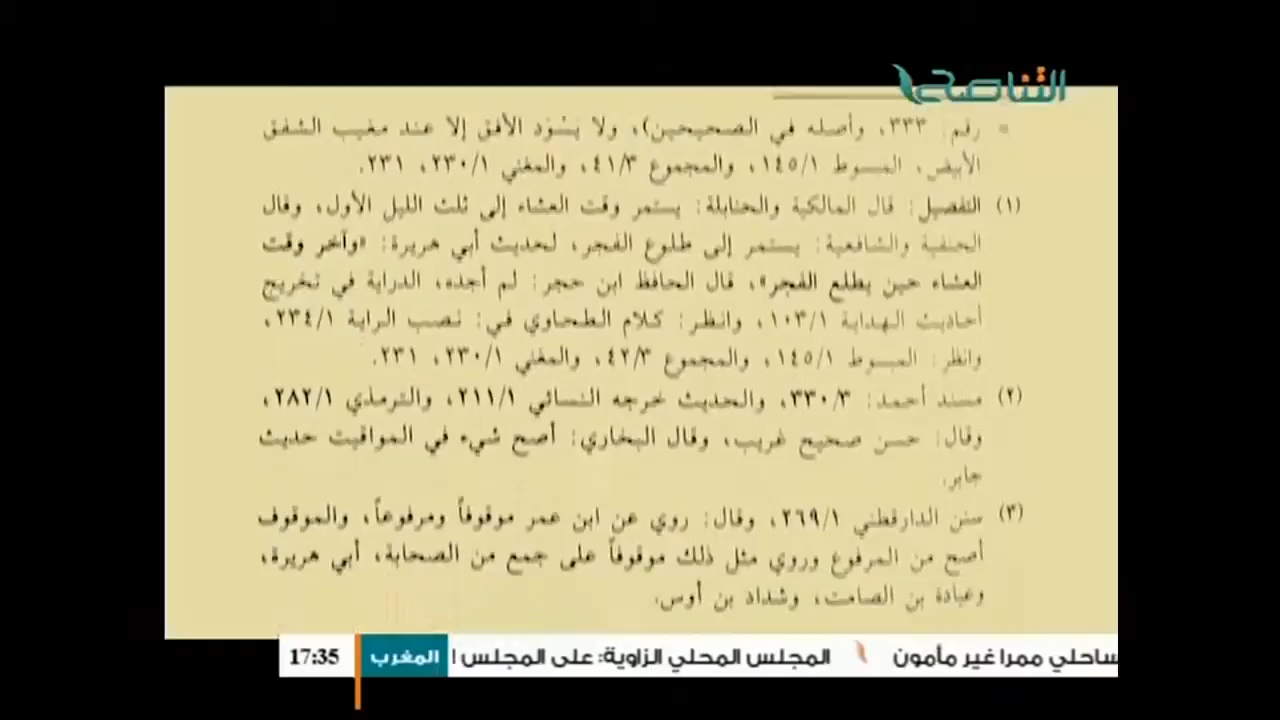 التناصح
= رقم: ٣٣٣، وأصله في الصحيحين)، ولا يَسْوَد الأفق إلا عند مغيب الشفق
الأبيض. المبسوط ١٤٥/١، والمجموع ٤١/٣، والمغني ٢٣٠/١، ٢٣١.
(١) التفصيل: قال المالكية والحنابلة: يستمر وقت العشاء إلى ثلث الليل الأول، وقال
الحنفية والشافعية: يستمر إلى طلوع الفجر، لحديث أبي هريرة: «وآخر وقت
العشاء حين يطلع الفجر»، قال الحافظ ابن حجر: لم أجده، الدراية في تخريج
أحاديث الهداية ١٠٣/١، وانظر: كلام الطحاوي في: نصب الراية ٢٣٤/١،
وانظر: المبسوط ١٤٥/١، والمجموع ٤٢/٣، والمغني ٢٣٠/١، ٢٣١.
(٢) مسند أحمد: ٣٣٠/٣، والحديث خرجه النسائي ٢١١/١، والترمذي ٢٨٢/١،
وقال: حسن صحيح غريب، وقال البخاري: أصح شيء في المواقيت حديث
جابر.
(٣) سنن الدارقطني ٢٦٩/١، وقال: روي عن ابن عمر موقوفاً ومرفوعاً، والموقوف
أصح من المرفوع وروي مثل ذلك موقوفاً على جمع من الصحابة، أبي هريرة،
وعبادة بن الصامت، وشداد بن أوس.
ساحلي ممرا غير مأمون المجلس المحلي الزاوية: على المجلس ا المغرب 17:35